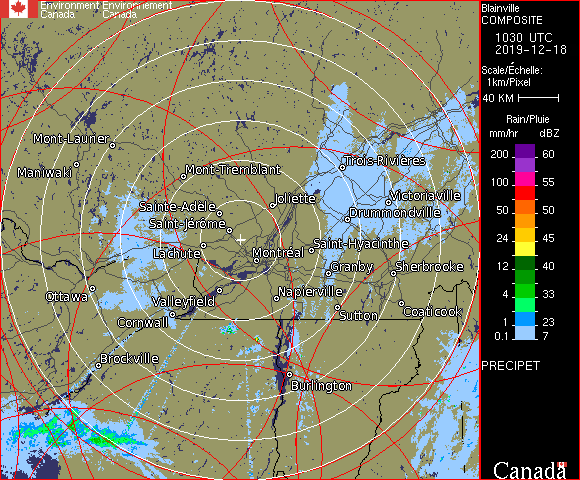 Environment Environnement
Canada Canada
Blainville
COMPOSITE
1030 UTC
2019-12-18
Scale/Échelle:
1km/Pixel
40 KM
Rain/Pluie
mm/hr dBZ
200 60
100 55
50 50
24 45
12 40
4 33
1 23
0.1 7
PRECIPET
Canada
Mont-Laurier
Maniwaki
Mont-Tremblant
Trois-Rivières
Joliette
Victoriaville
Sainte-Adèle
Drummondville
Saint-Jérôme
Lachute
Montréal
Saint-Hyacinthe
Granby
Sherbrooke
Ottawa
Valleyfield
Napierville
Cornwall
Sutton
Coaticook
Brockville
Burlington